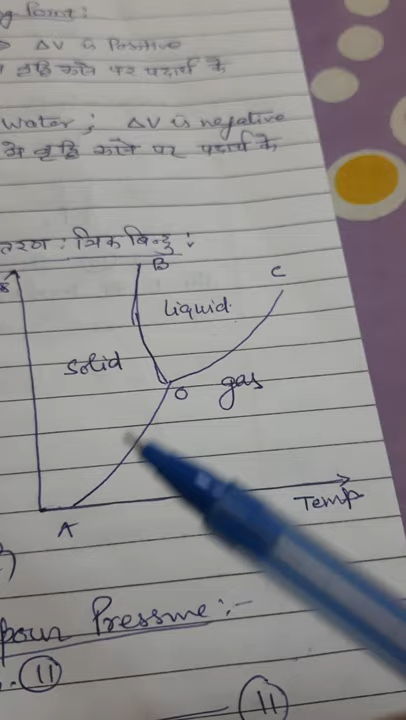 Point:
ΔV is Positive
वृद्धि करने पर पदार्थ के
Water; ΔV is negative
में वृद्धि करने पर पदार्थ के
त्रिक बिन्दु :
B
C
Liquid
Solid
O
gas
Temp
A
Pressure:-
(11)
(11)